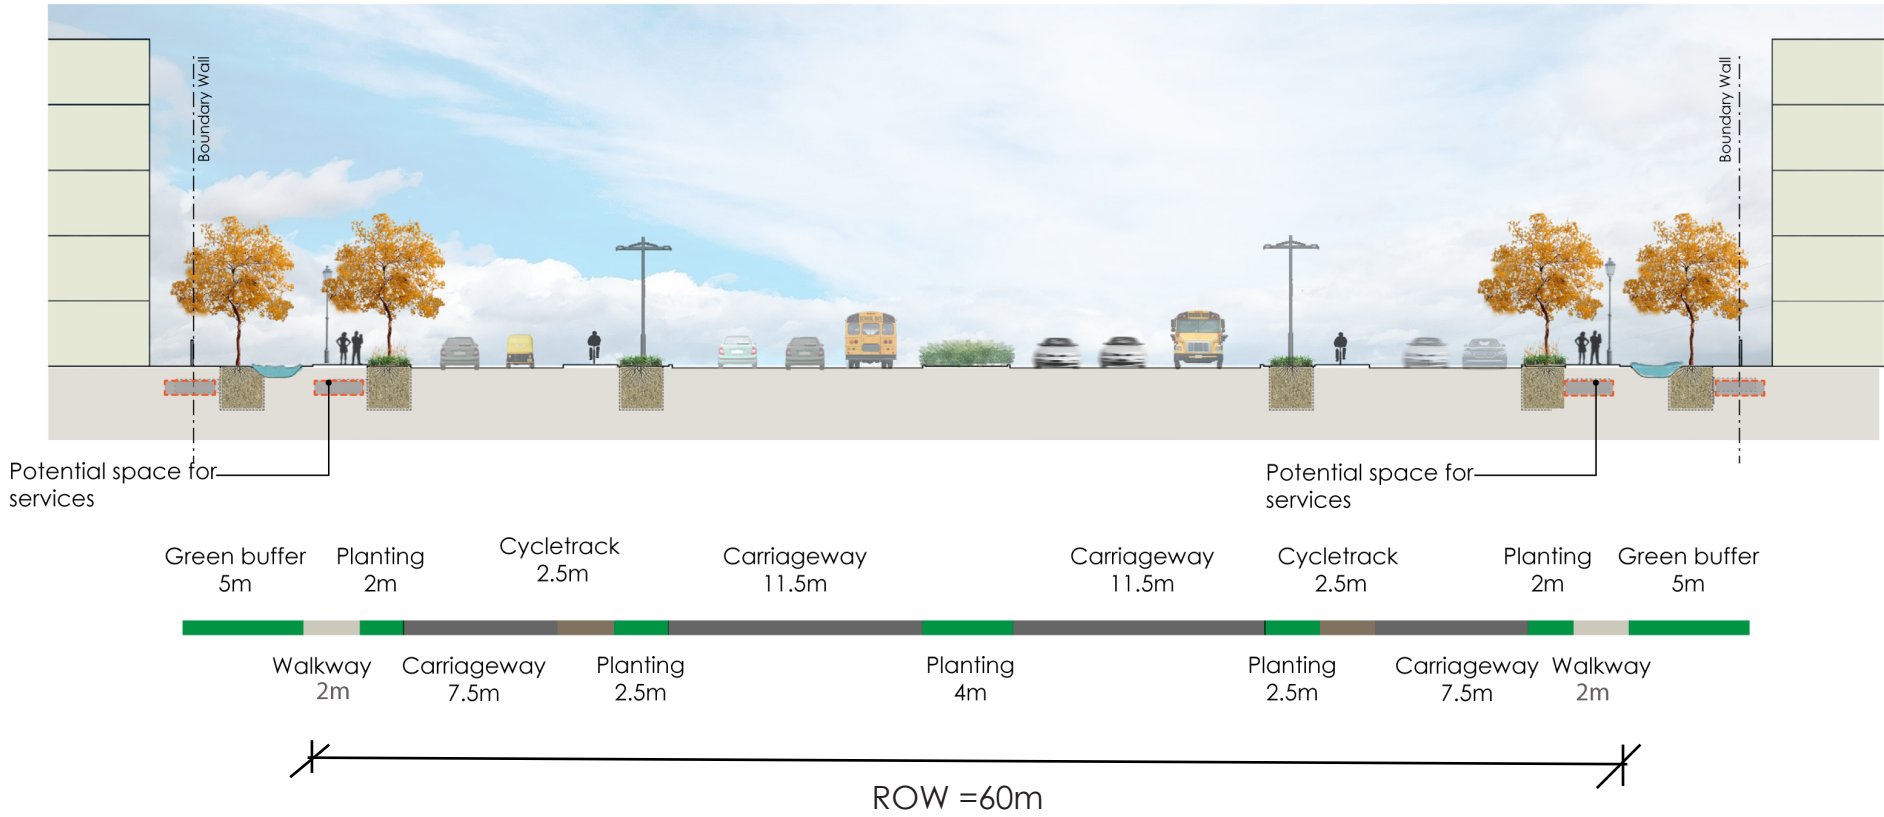 Boundary Wall
Boundary Wall
SCHOOL BUS
Potential space for
services
Potential space for
services
Green buffer
5m
Planting
2m
Cycletrack
2.5m
Carriageway
11.5m
Carriageway
11.5m
Cycletrack
2.5m
Planting
2m
Green buffer
5m
Walkway
2m
Carriageway
7.5m
Planting
2.5m
Planting
4m
Planting
2.5m
Carriageway
7.5m
Walkway
2m
ROW =60m